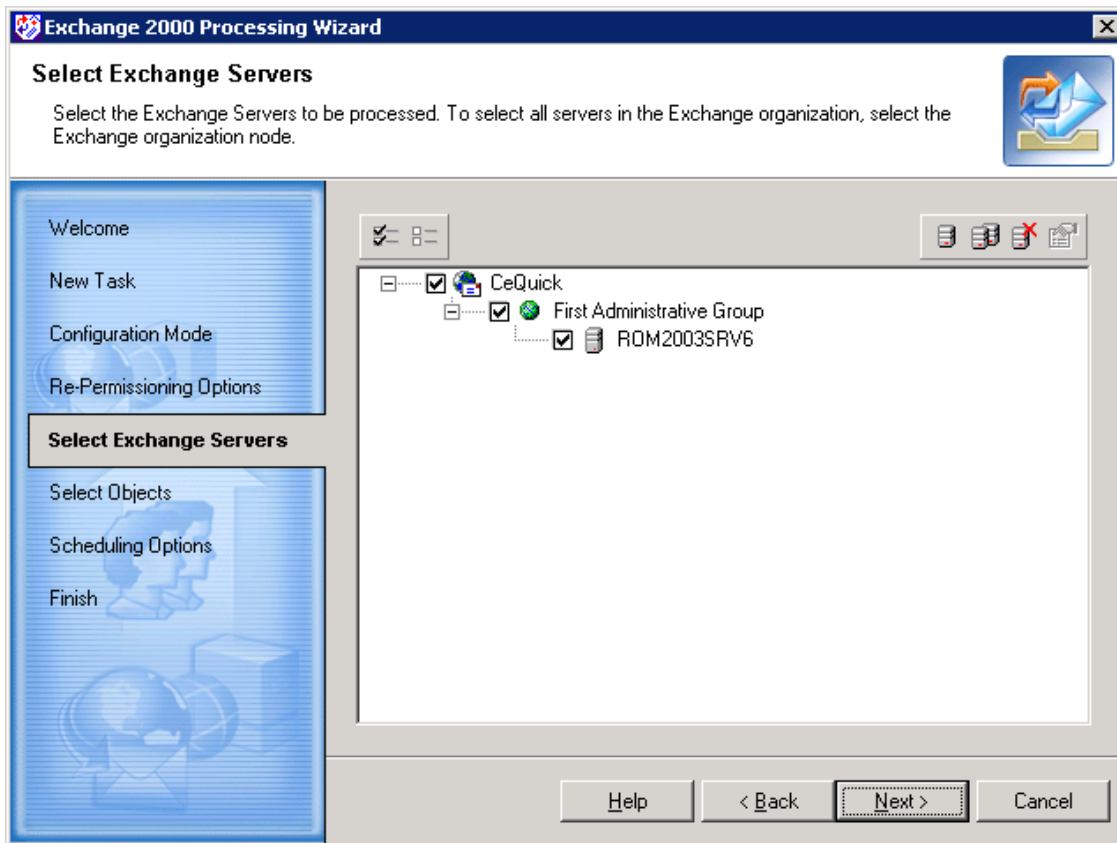 Exchange 2000 Processing Wizard
Select Exchange Servers
Select the Exchange Servers to be processed. To select all servers in the Exchange organization, select the
Exchange organization node.
Welcome
New Task
Configuration Mode
Re-Permissioning Options
Select Exchange Servers
Select Objects
Scheduling Options
Finish
CeQuick
First Administrative Group
ROM2003SRV6
Help
< Back
Next >
Cancel